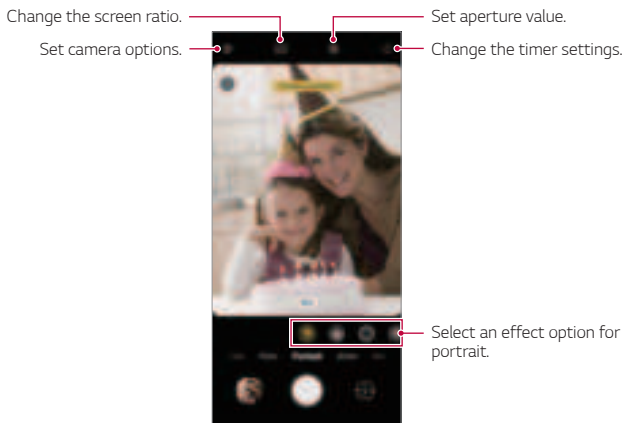 Change the screen ratio.
Set aperture value.
Set camera options.
Change the timer settings.
Select an effect option for
portrait.
Portrait